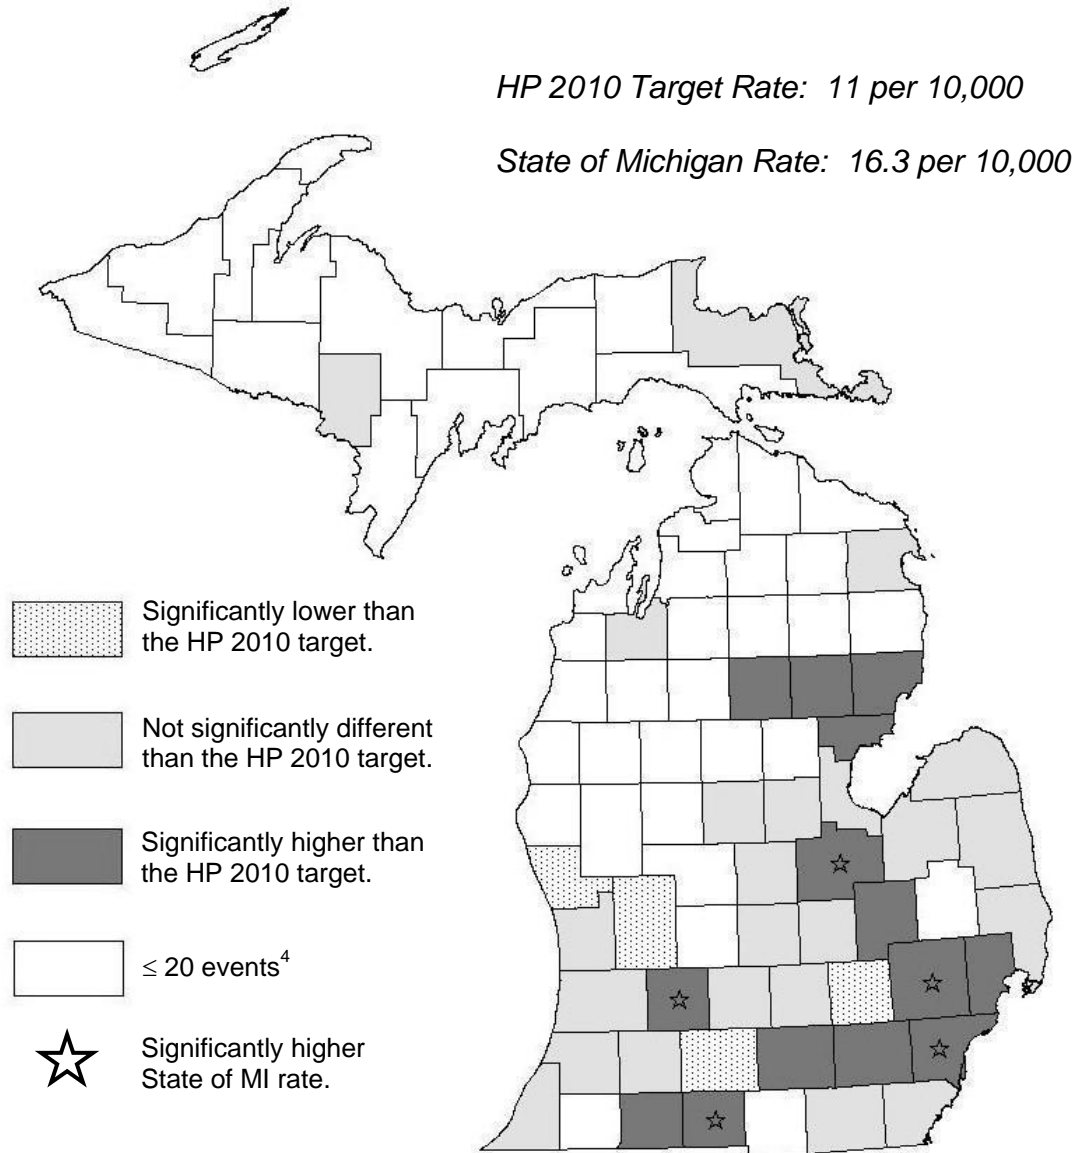 HP 2010 Target Rate: 11 per 10,000
State of Michigan Rate: 16.3 per 10,000
Significantly lower than
the HP 2010 target.
Not significantly different
than the HP 2010 target.
Significantly higher than
the HP 2010 target.
≤ 20 events⁴
Significantly higher
State of MI rate.